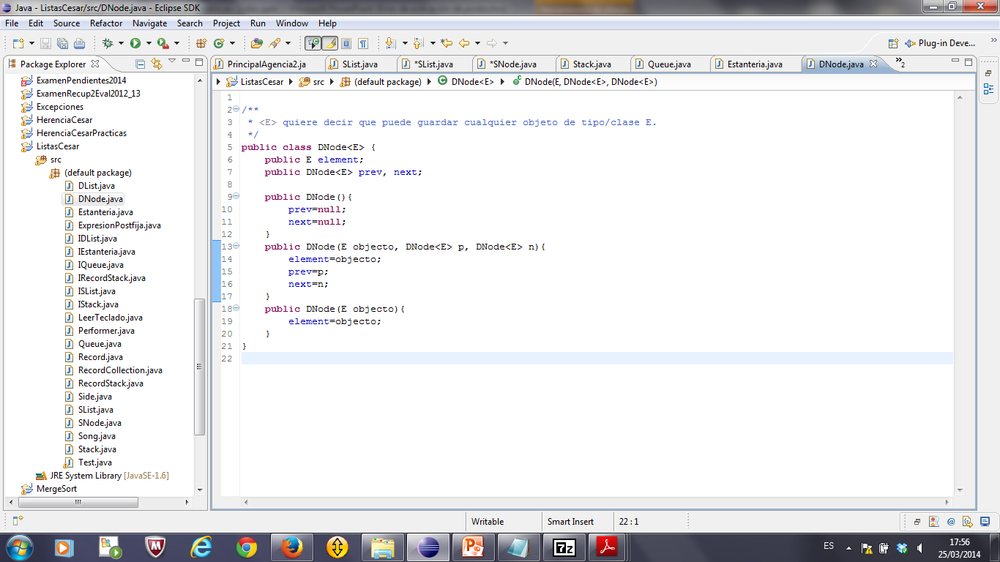 Java - ListasCesar/src/DNode.java - Eclipse SDK
File Edit Source Refactor Navigate Search Project Run Window Help
Plug-in Deve...
Package Explorer
PrincipalAgencia2.ja SList.java *SList.java *SNode.java Stack.java Queue.java Estanteria.java DNode.java »2
ListasCesar src (default package) DNode<E> DNode(E, DNode<E>, DNode<E>)
ExamenPendientes2014
ExamenRecup2Eval2012_13
Excepciones
HerenciaCesar
HerenciaCesarPracticas
ListasCesar
src
(default package)
DList.java
DNode.java
Estanteria.java
ExpresionPostfija.java
IDList.java
IEstanteria.java
IQueue.java
IRecordStack.java
ISList.java
IStack.java
LeerTeclado.java
Performer.java
Queue.java
Record.java
RecordCollection.java
RecordStack.java
Side.java
SList.java
SNode.java
Song.java
Stack.java
Test.java
JRE System Library [JavaSE-1.6]
MergeSort
1
2 /**
3 * <E> quiere decir que puede guardar cualquier objeto de tipo/clase E.
4 */
5 public class DNode<E> {
6 public E element;
7 public DNode<E> prev, next;
8
9 public DNode(){
10 prev=null;
11 next=null;
12 }
13 public DNode(E objecto, DNode<E> p, DNode<E> n){
14 element=objecto;
15 prev=p;
16 next=n;
17 }
18 public DNode(E objecto){
19 element=objecto;
20 }
21 }
22
Writable Smart Insert 22 : 1
ES 17:56
25/03/2014